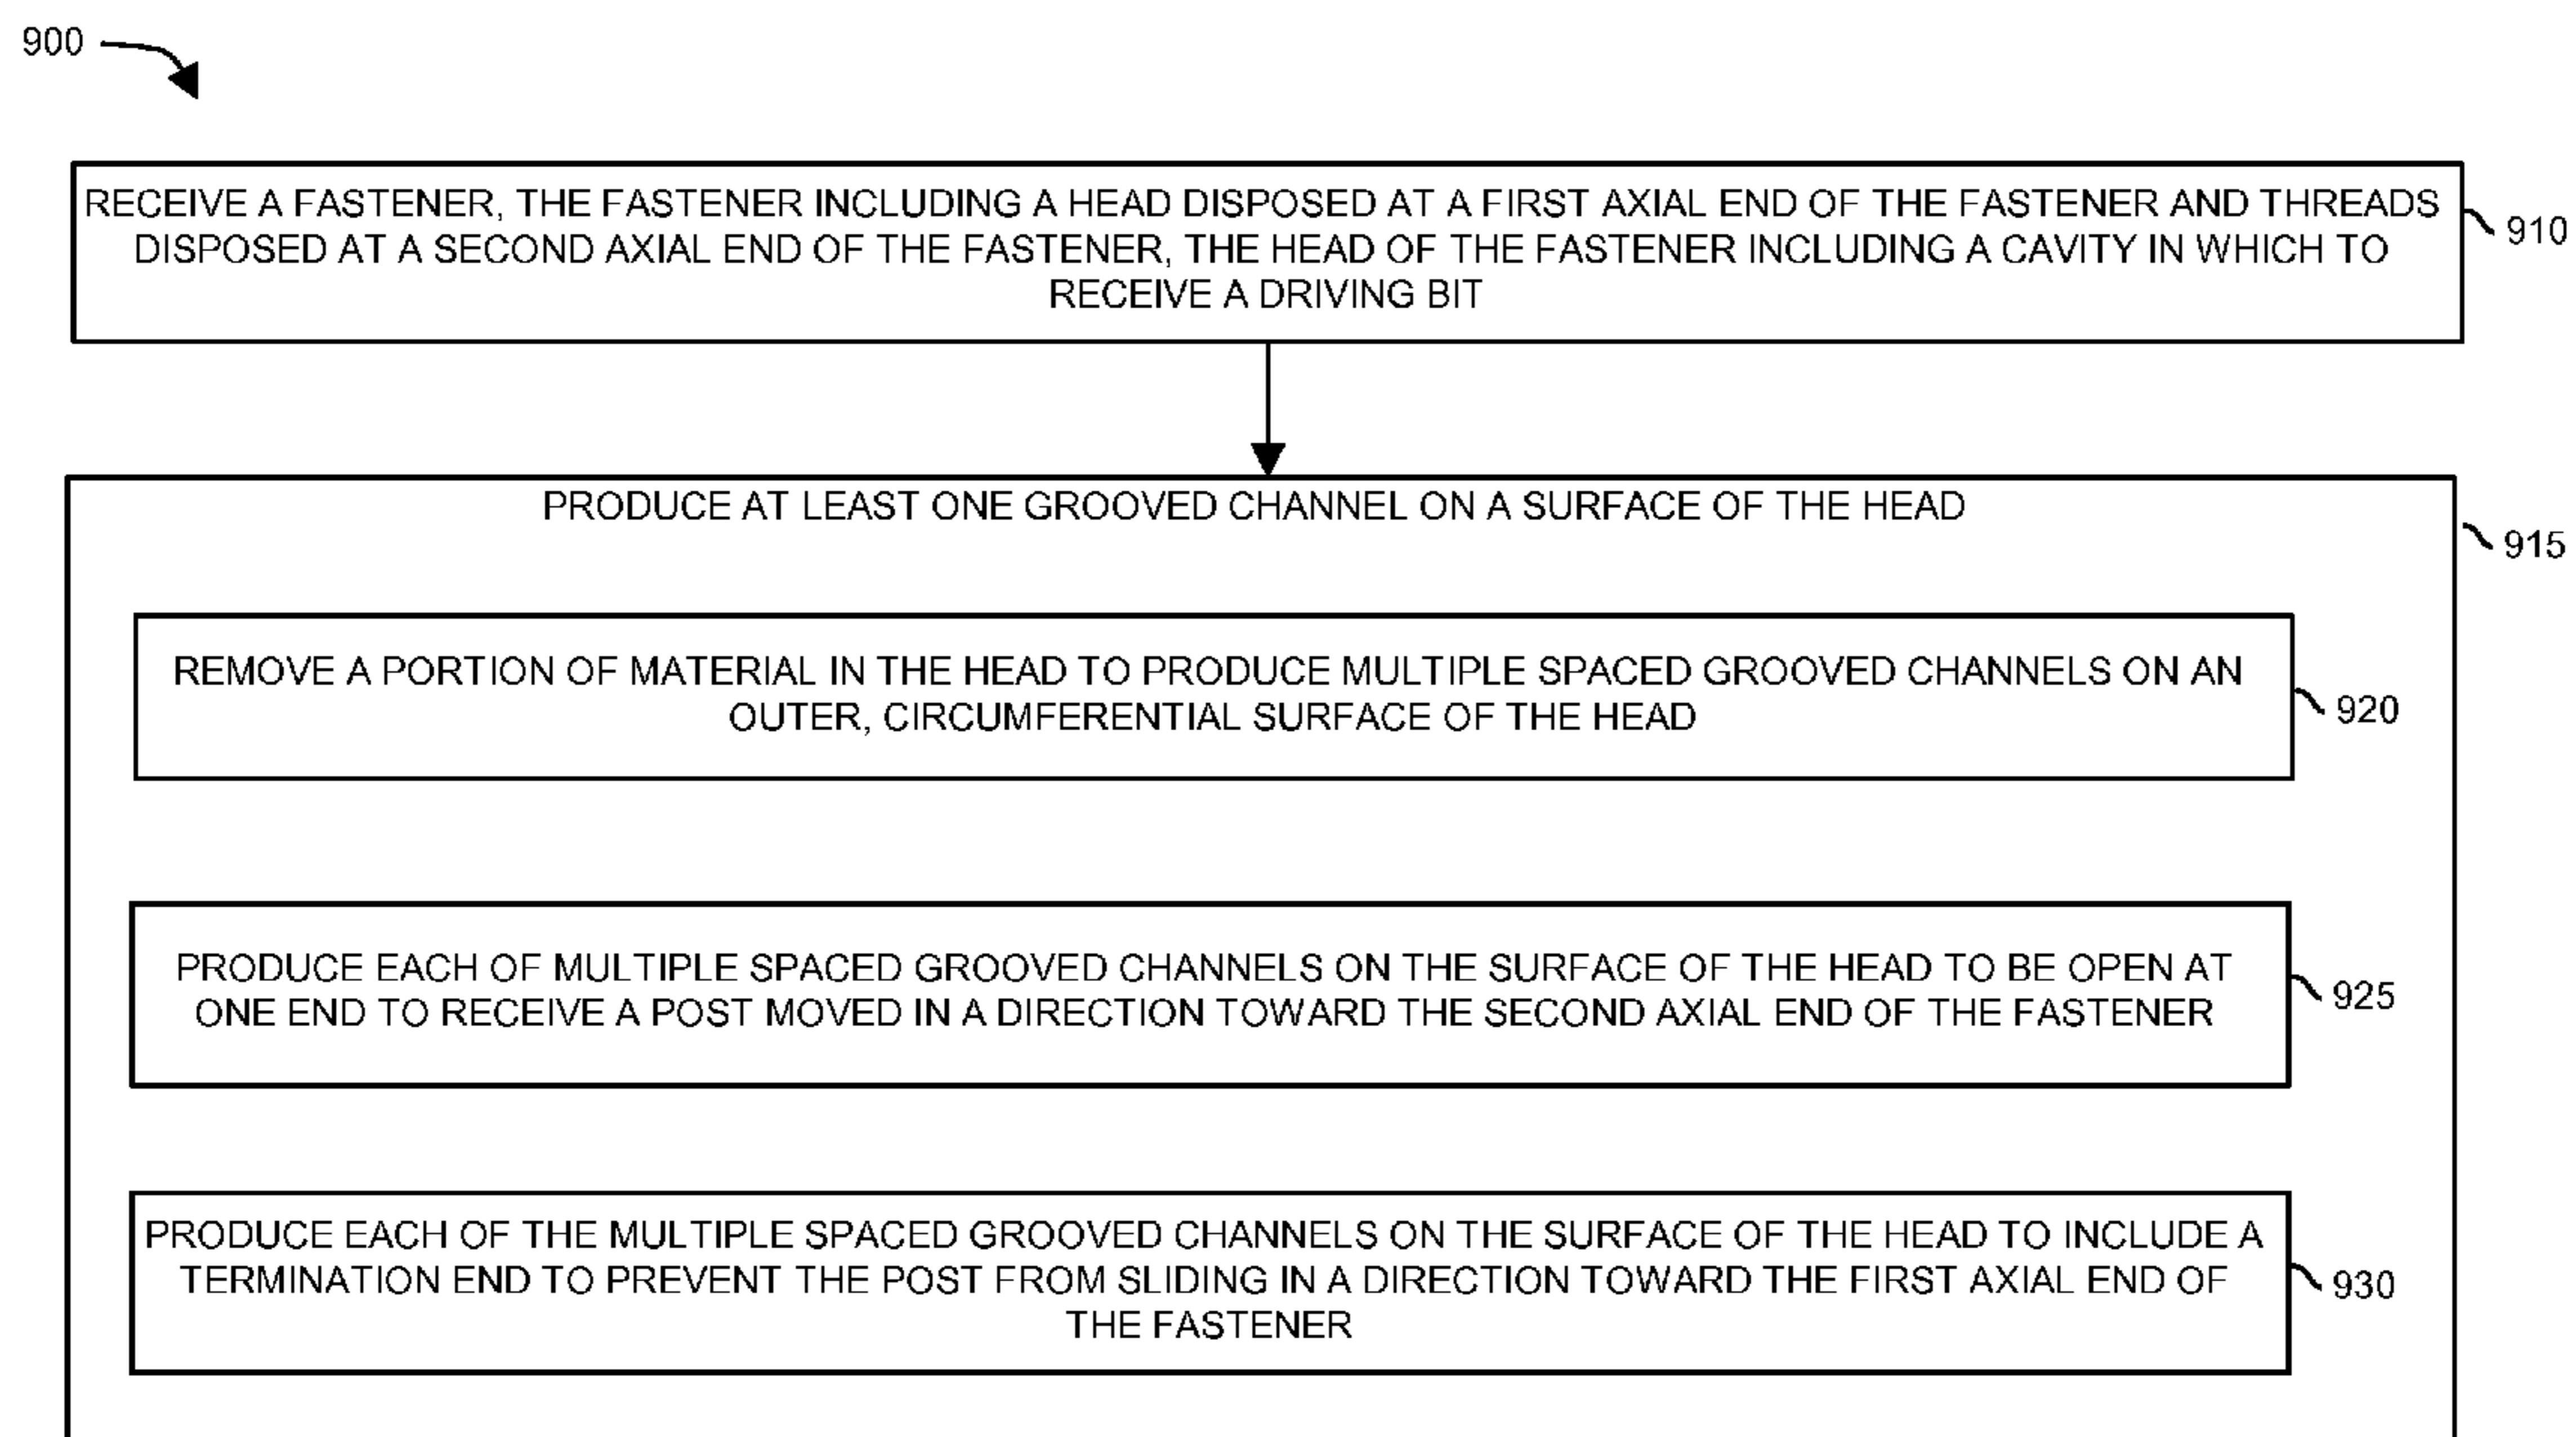 900
RECEIVE A FASTENER, THE FASTENER INCLUDING A HEAD DISPOSED AT A FIRST AXIAL END OF THE FASTENER AND THREADS
DISPOSED AT A SECOND AXIAL END OF THE FASTENER, THE HEAD OF THE FASTENER INCLUDING A CAVITY IN WHICH TO
RECEIVE A DRIVING BIT
910
PRODUCE AT LEAST ONE GROOVED CHANNEL ON A SURFACE OF THE HEAD
915
REMOVE A PORTION OF MATERIAL IN THE HEAD TO PRODUCE MULTIPLE SPACED GROOVED CHANNELS ON AN
OUTER, CIRCUMFERENTIAL SURFACE OF THE HEAD
920
PRODUCE EACH OF MULTIPLE SPACED GROOVED CHANNELS ON THE SURFACE OF THE HEAD TO BE OPEN AT
ONE END TO RECEIVE A POST MOVED IN A DIRECTION TOWARD THE SECOND AXIAL END OF THE FASTENER
925
PRODUCE EACH OF THE MULTIPLE SPACED GROOVED CHANNELS ON THE SURFACE OF THE HEAD TO INCLUDE A
TERMINATION END TO PREVENT THE POST FROM SLIDING IN A DIRECTION TOWARD THE FIRST AXIAL END OF
THE FASTENER
930